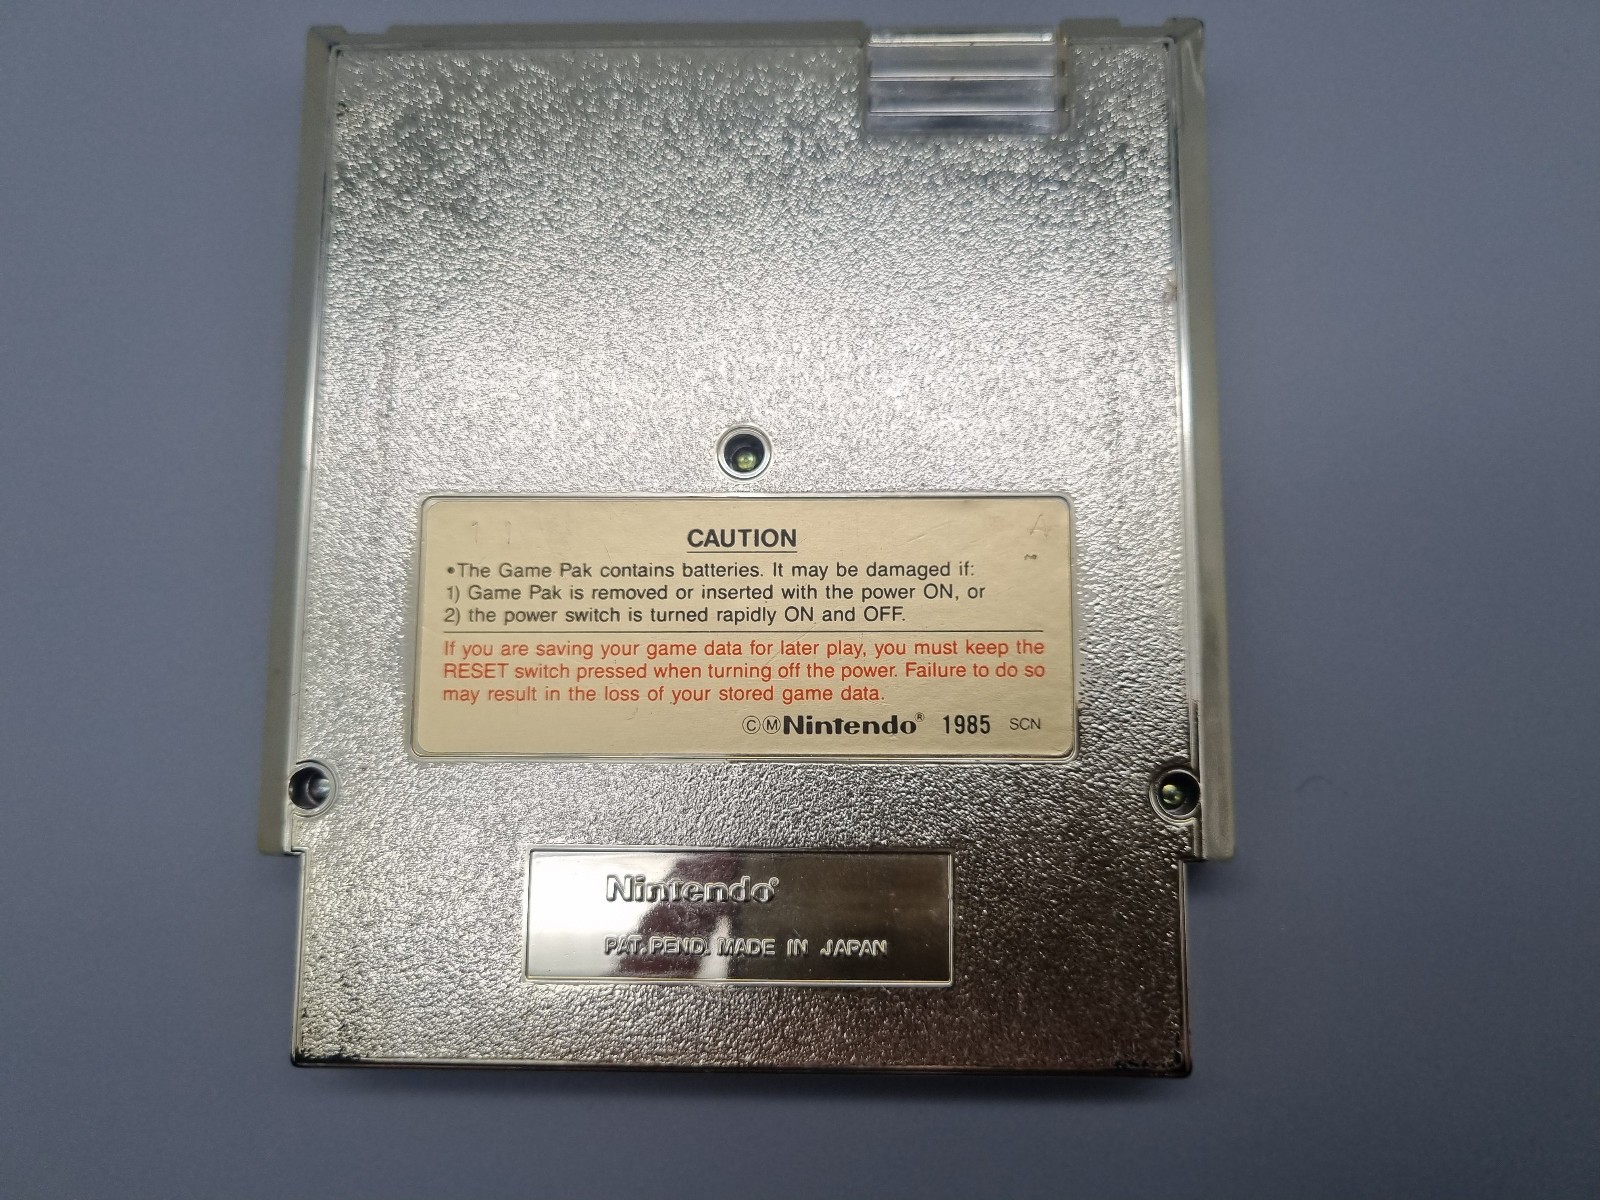 11 A
CAUTION
•The Game Pak contains batteries. It may be damaged if:
1) Game Pak is removed or inserted with the power ON, or
2) the power switch is turned rapidly ON and OFF.
If you are saving your game data for later play, you must keep the
RESET switch pressed when turning off the power. Failure to do so
may result in the loss of your stored game data.
©ⓂNintendo® 1985 SCN
Nintendo®
PAT. PEND. MADE IN JAPAN